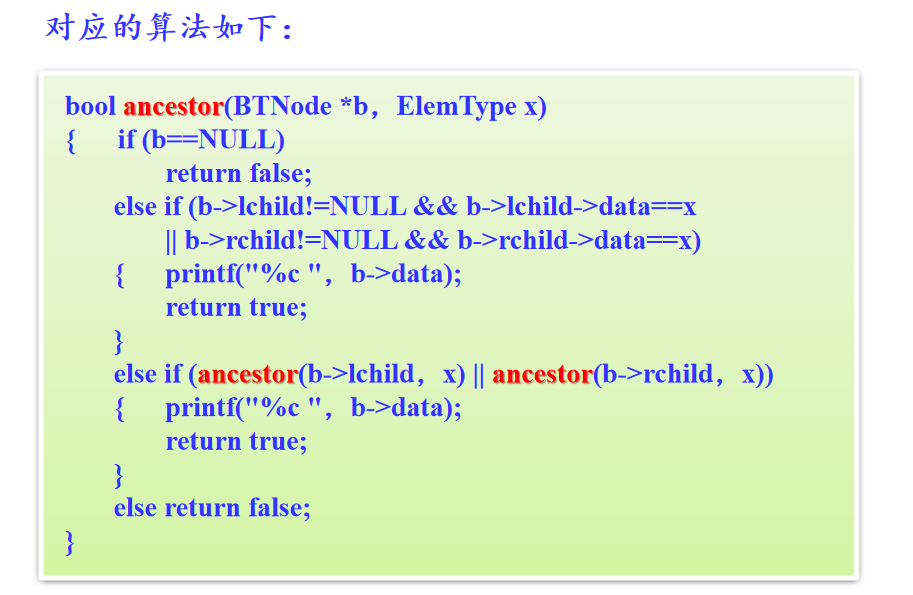 对应的算法如下：
bool ancestor(BTNode *b，ElemType x)
{ if (b==NULL)
return false;
else if (b->lchild!=NULL && b->lchild->data==x
|| b->rchild!=NULL && b->rchild->data==x)
{ printf("%c "，b->data);
return true;
}
else if (ancestor(b->lchild，x) || ancestor(b->rchild，x))
{ printf("%c "，b->data);
return true;
}
else return false;
}